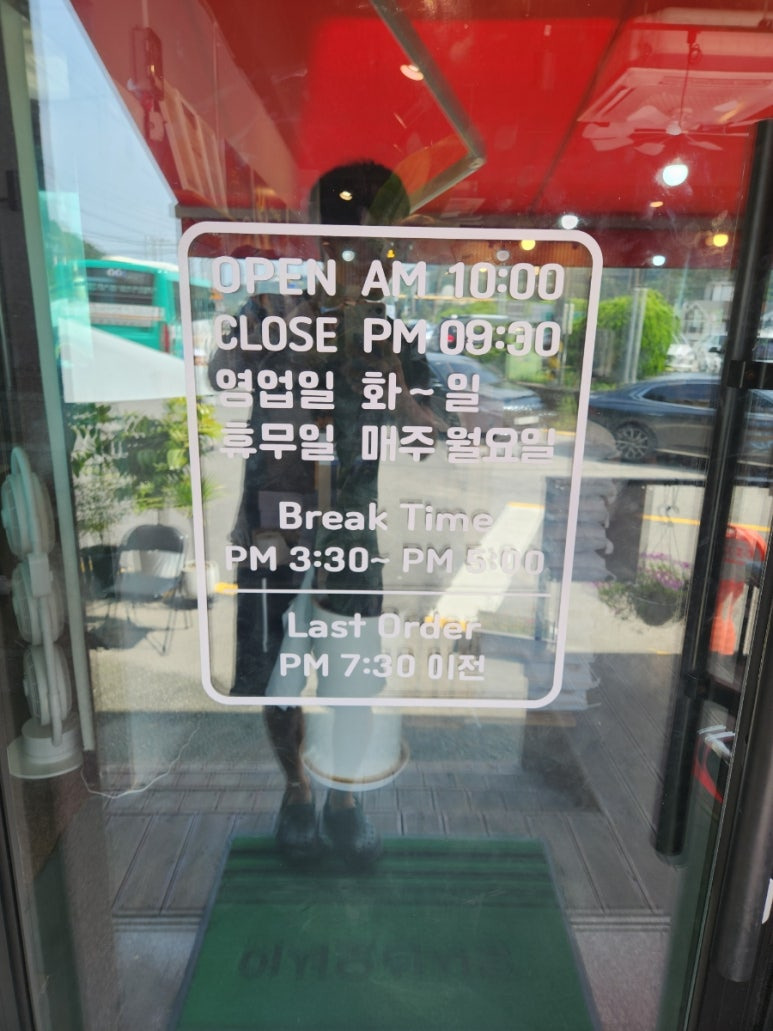 OPEN AM 10:00
CLOSE PM 09:30
영업일 화~일
휴무일 매주 월요일
Break Time
PM 3:30~ PM 5:00
Last Order
PM 7:30 이전